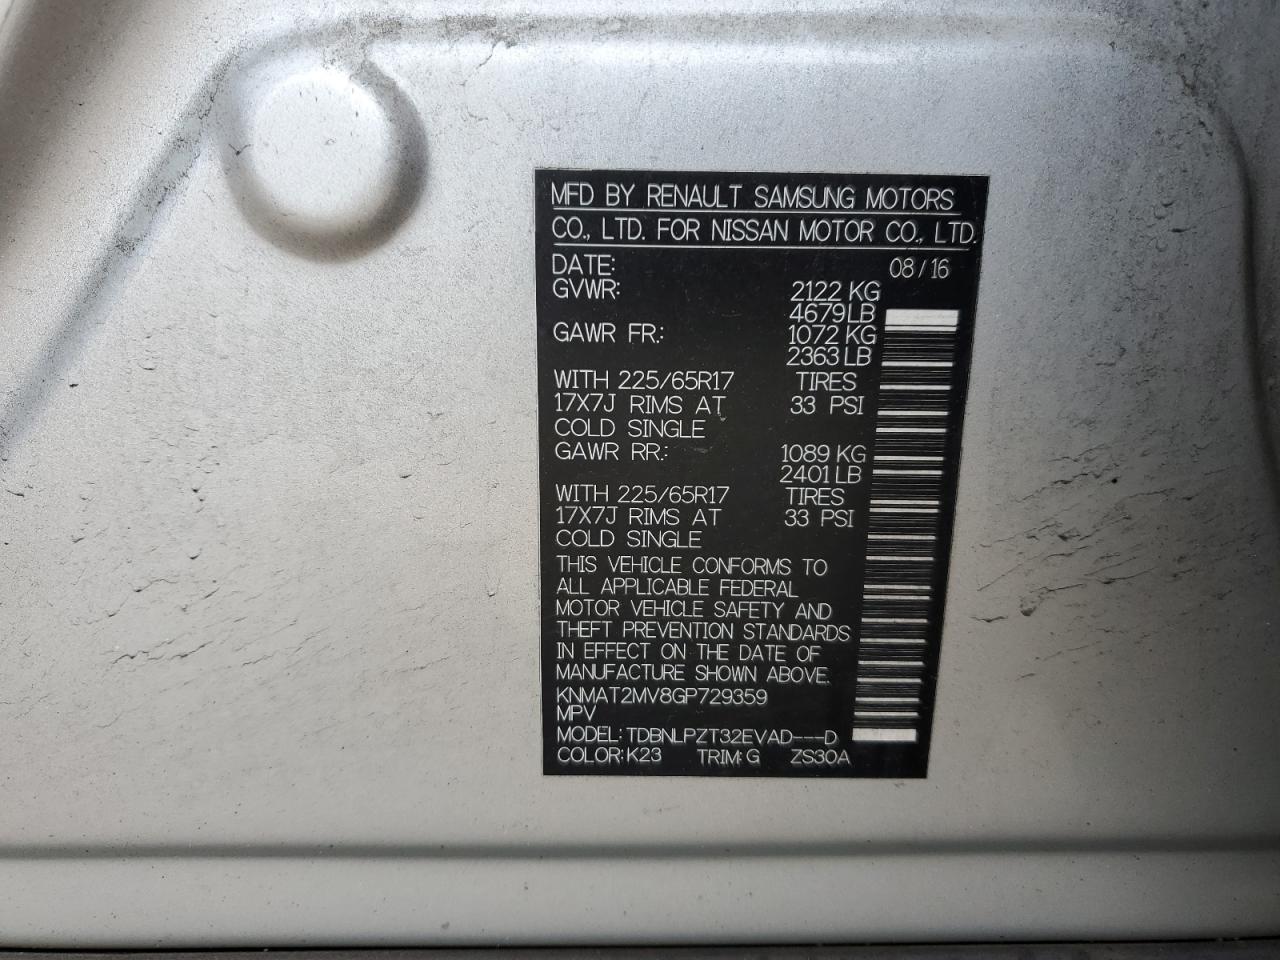 MFD BY RENAULT SAMSUNG MOTORS
CO., LTD. FOR NISSAN MOTOR CO., LTD.
DATE: 08/16
GVWR: 2122 KG
4679 LB
GAWR FR.: 1072 KG
2363 LB
WITH 225/65R17 TIRES
17X7J RIMS AT 33 PSI
COLD SINGLE
GAWR RR.: 1089 KG
2401 LB
WITH 225/65R17 TIRES
17X7J RIMS AT 33 PSI
COLD SINGLE
THIS VEHICLE CONFORMS TO
ALL APPLICABLE FEDERAL
MOTOR VEHICLE SAFETY AND
THEFT PREVENTION STANDARDS
IN EFFECT ON THE DATE OF
MANUFACTURE SHOWN ABOVE.
KNMAT2MV8GP729359
MPV
MODEL: TDBNLPZT32EVAD---D
COLOR: K23 TRIM: G ZS30A